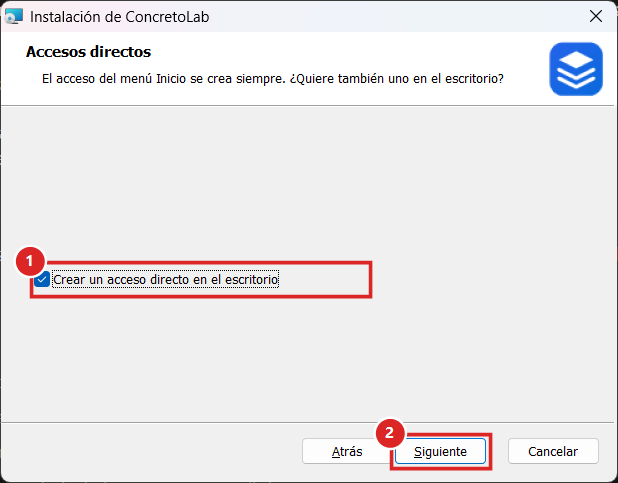 Instalación de ConcretoLab
Accesos directos
El acceso del menú Inicio se crea siempre. ¿Quiere también uno en el escritorio?
1
Crear un acceso directo en el escritorio
2
Atrás
Siguiente
Cancelar